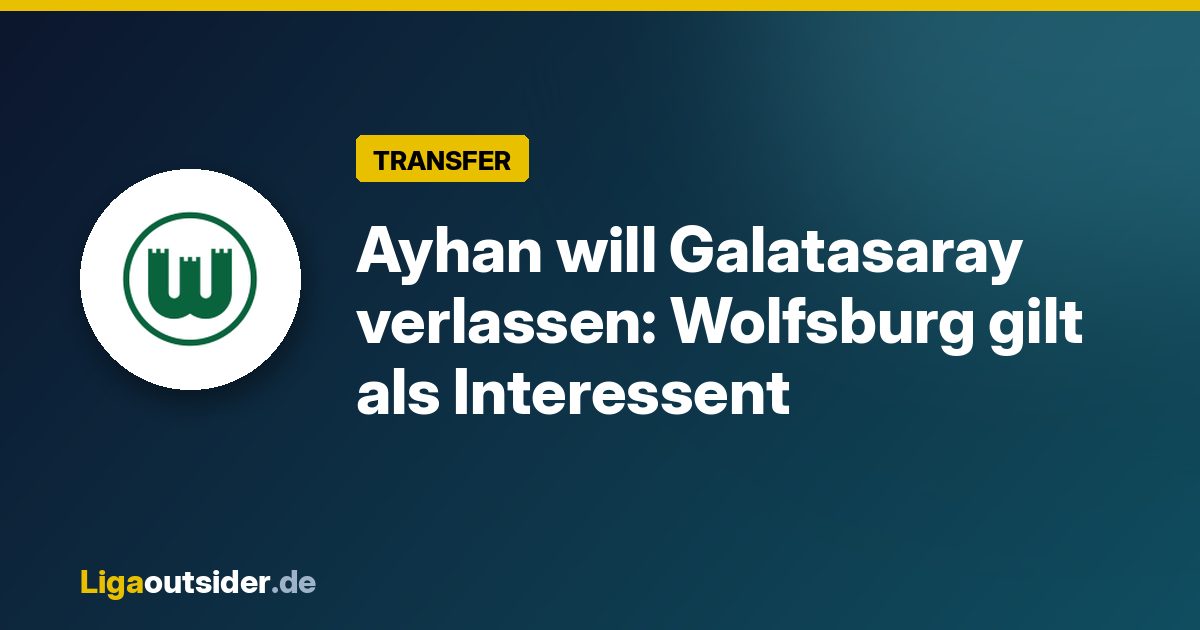 TRANSFER
Ayhan will Galatasaray
verlassen: Wolfsburg gilt
als Interessent
W
Ligaoutsider.de